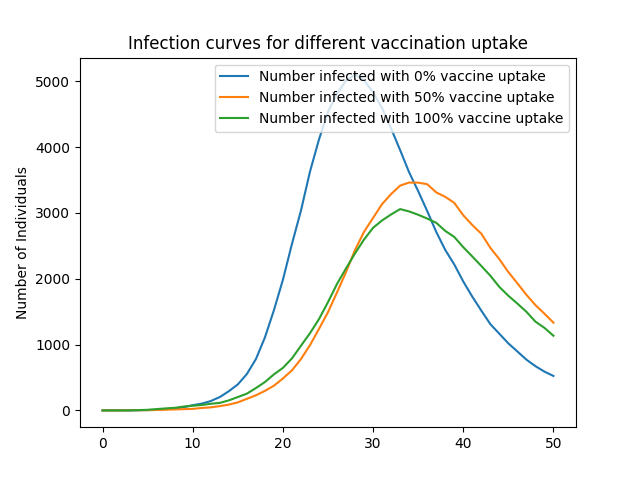 Infection curves for different vaccination uptake
Number infected with 0% vaccine uptake
Number infected with 50% vaccine uptake
Number infected with 100% vaccine uptake
Number of Individuals
5000
4000
3000
2000
1000
0
0 10 20 30 40 50